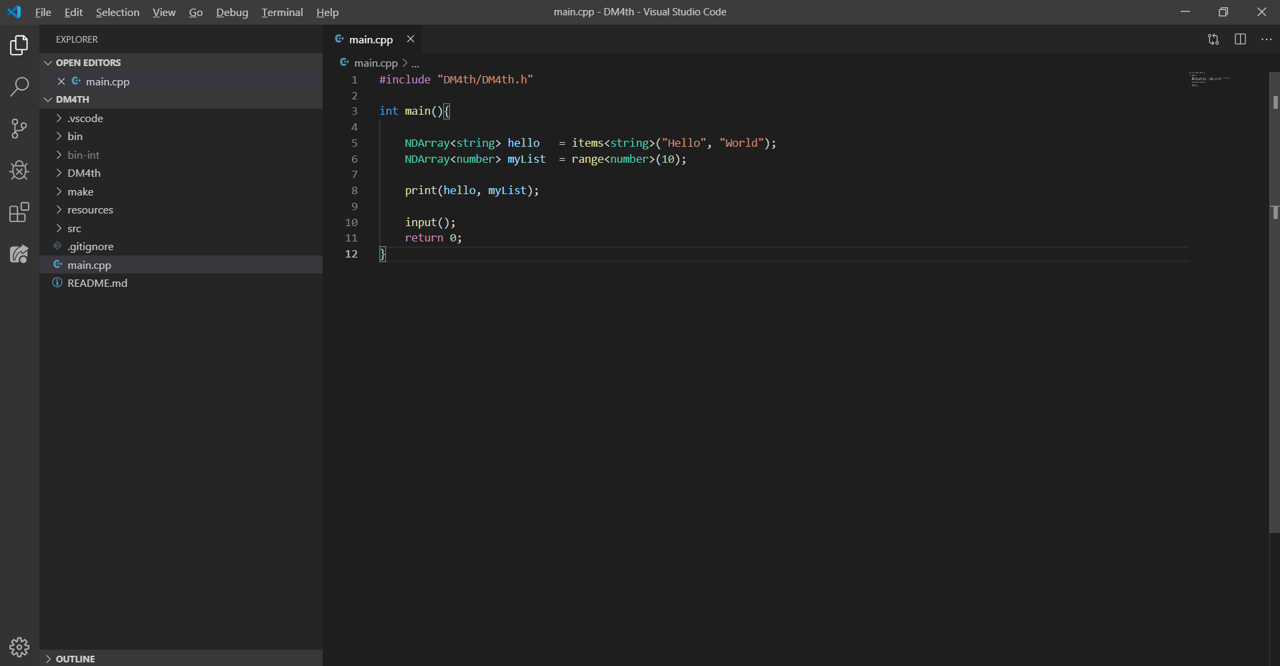 File Edit Selection View Go Debug Terminal Help main.cpp - DM4th - Visual Studio Code
EXPLORER
OPEN EDITORS
main.cpp
DM4TH
.vscode
bin
bin-int
DM4th
make
resources
src
.gitignore
main.cpp
README.md
OUTLINE
main.cpp
main.cpp > ...
1 #include "DM4th/DM4th.h"
2
3 int main(){
4
5 NDArray<string> hello = items<string>("Hello", "World");
6 NDArray<number> myList = range<number>(10);
7
8 print(hello, myList);
9
10 input();
11 return 0;
12 }